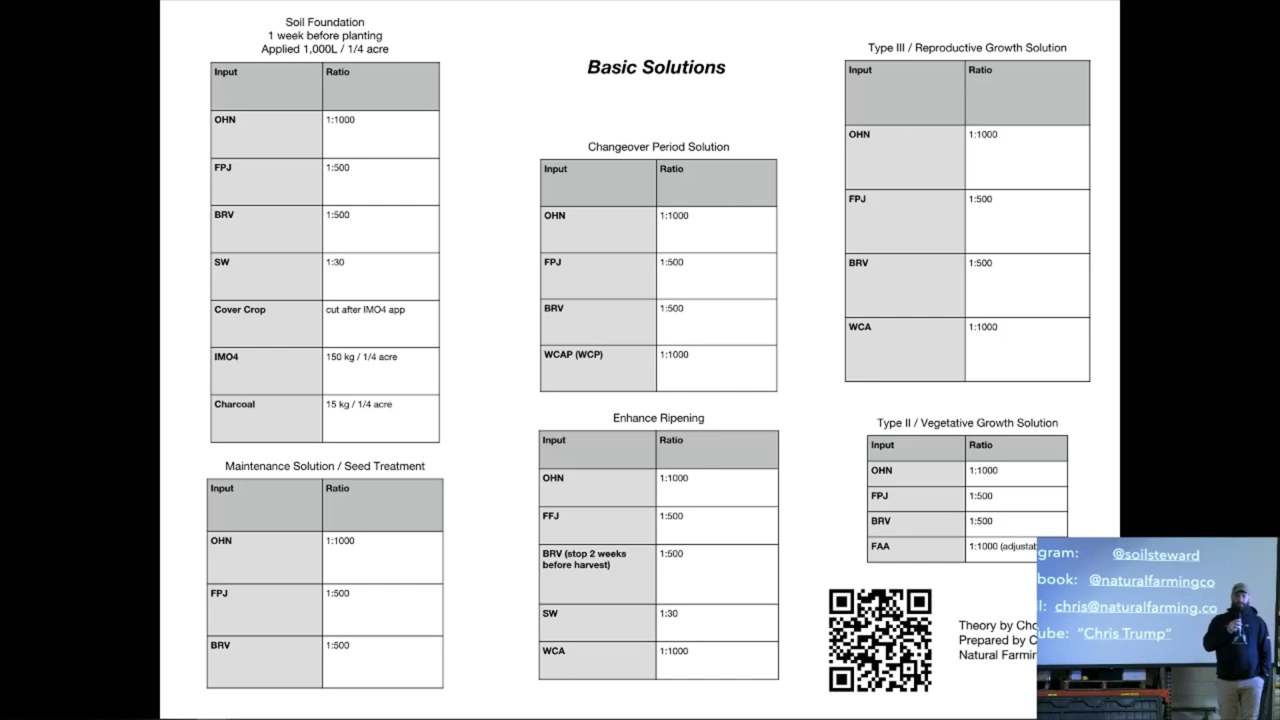 Soil Foundation
1 week before planting
Applied 1,000L / 1/4 acre
Input Ratio
OHN 1:1000
FPJ 1:500
BRV 1:500
SW 1:30
Cover Crop cut after IMO4 app
IMO4 150 kg / 1/4 acre
Charcoal 15 kg / 1/4 acre
Maintenance Solution / Seed Treatment
Input Ratio
OHN 1:1000
FPJ 1:500
BRV 1:500
Basic Solutions
Changeover Period Solution
Input Ratio
OHN 1:1000
FPJ 1:500
BRV 1:500
WCAP (WCP) 1:1000
Enhance Ripening
Input Ratio
OHN 1:1000
FFJ 1:500
BRV (stop 2 weeks 1:500
before harvest)
SW 1:30
WCA 1:1000
Type III / Reproductive Growth Solution
Input Ratio
OHN 1:1000
FPJ 1:500
BRV 1:500
WCA 1:1000
Type II / Vegetative Growth Solution
Input Ratio
OHN 1:1000
FPJ 1:500
BRV 1:500
FAA 1:1000
Theory by
Prepared by
Natural
@soilsteward
@naturalfarmingco
chris@naturalfarming.co
"Chris Trump"